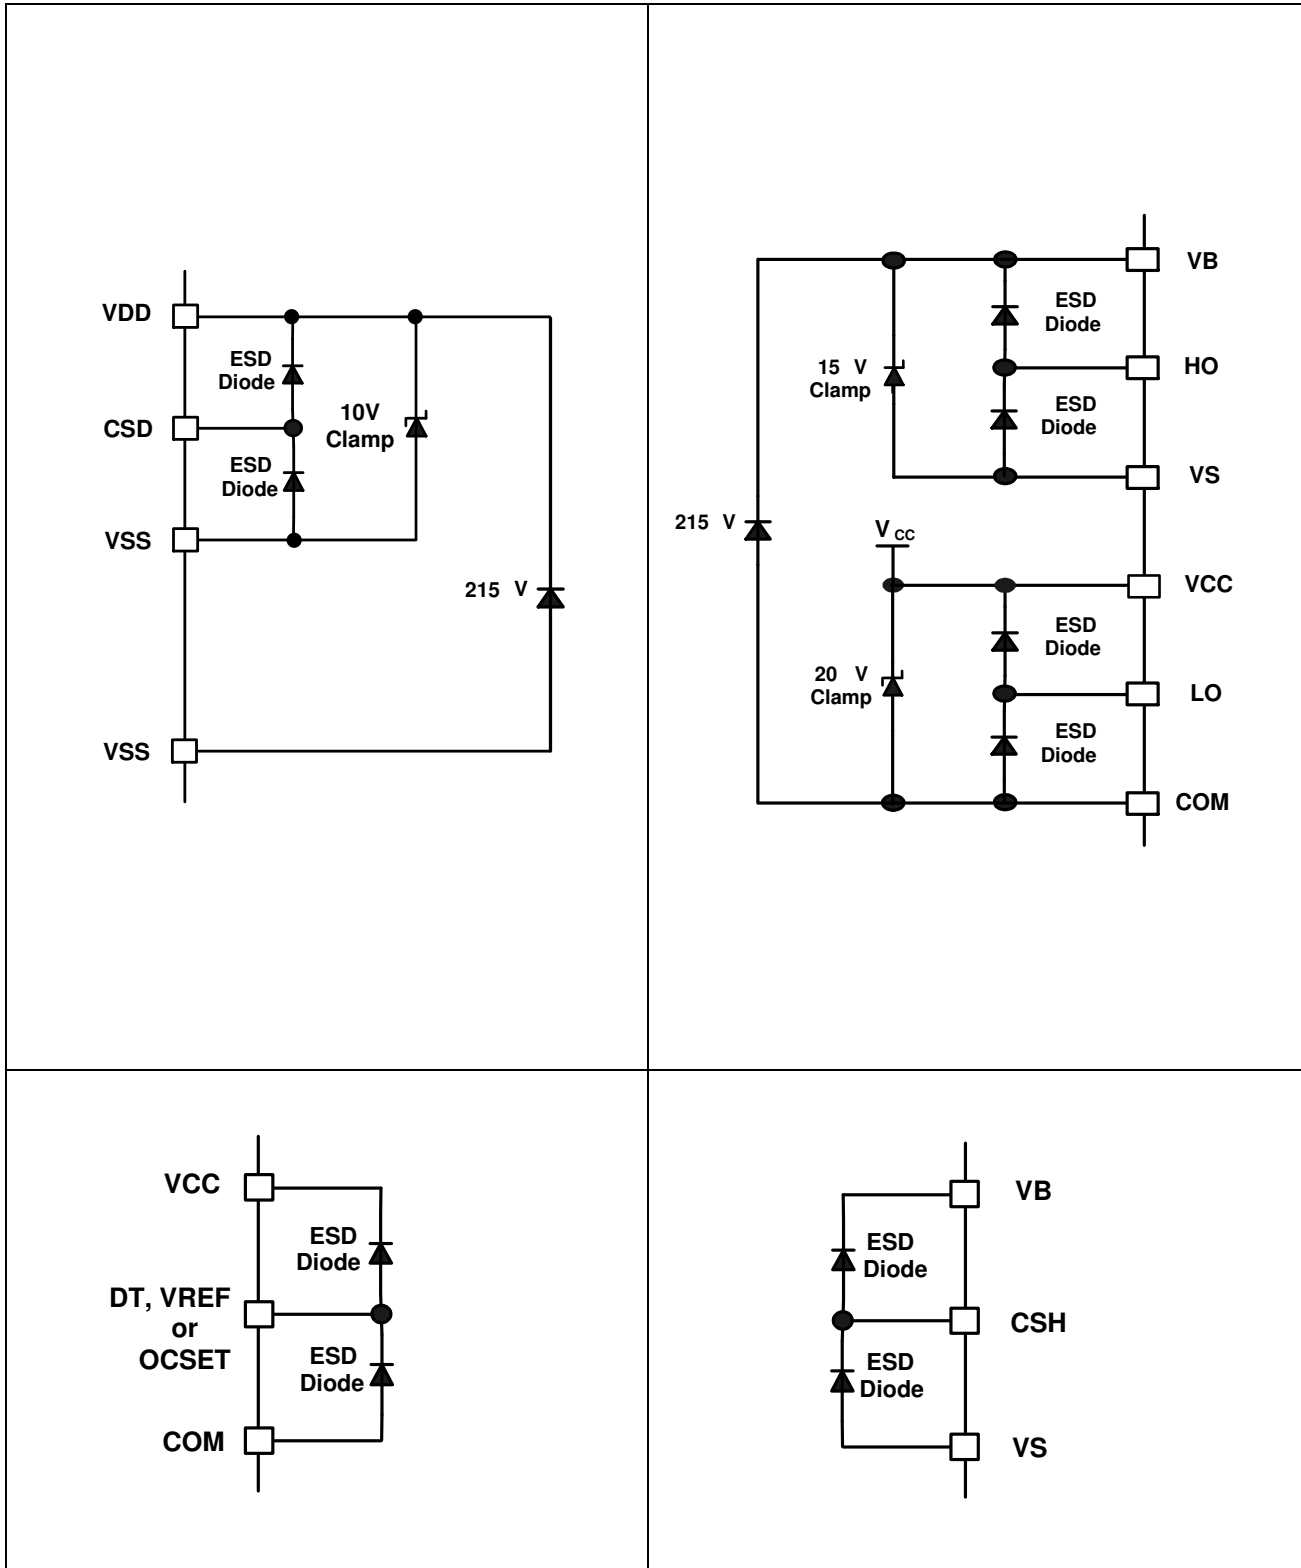 VDD
ESD
Diode
CSD
10V
Clamp
ESD
Diode
VSS
215 V
VSS
VB
ESD
Diode
15 V
Clamp
HO
ESD
Diode
VS
215 V
VCC
VCC
ESD
Diode
20 V
Clamp
LO
ESD
Diode
COM
VCC
ESD
Diode
DT, VREF
or
OCSET
ESD
Diode
COM
VB
ESD
Diode
CSH
ESD
Diode
VS